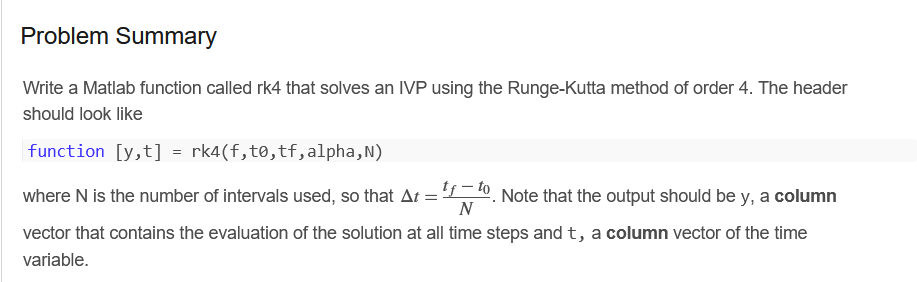 Problem Summary
Write a Matlab function called rk4 that solves an IVP using the Runge-Kutta method of order 4. The header
should look like
function [y,t] = rk4(f,t0,tf,alpha,N)
where N is the number of intervals used, so that Δt = (t_f − t_0)/N. Note that the output should be y, a column
vector that contains the evaluation of the solution at all time steps and t, a column vector of the time
variable.